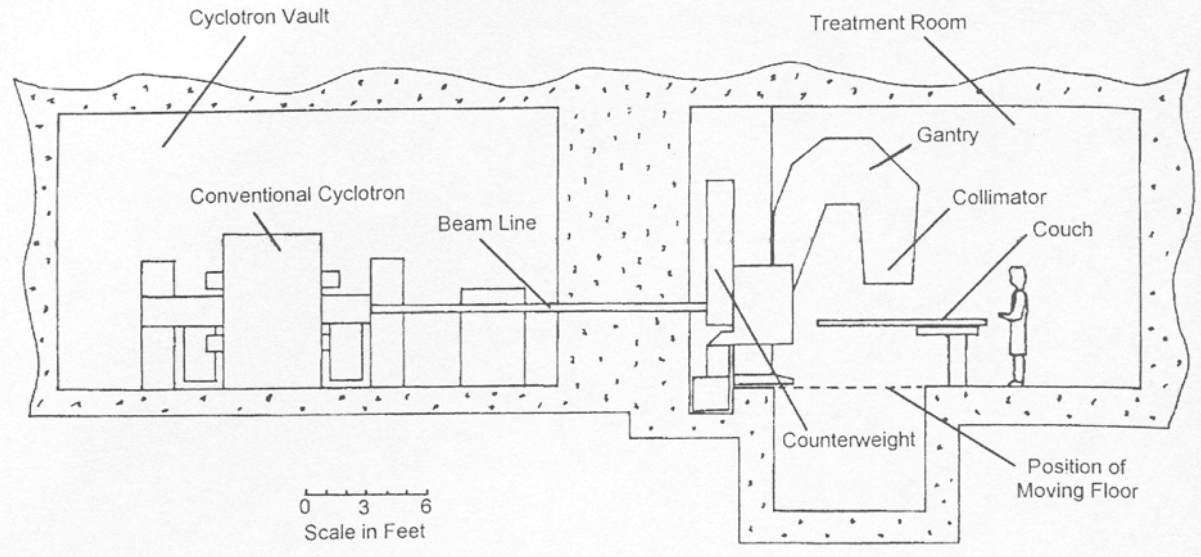 Cyclotron Vault
Treatment Room
Gantry
Conventional Cyclotron
Collimator
Beam Line
Couch
Counterweight
Position of
Moving Floor
0 3 6
Scale in Feet